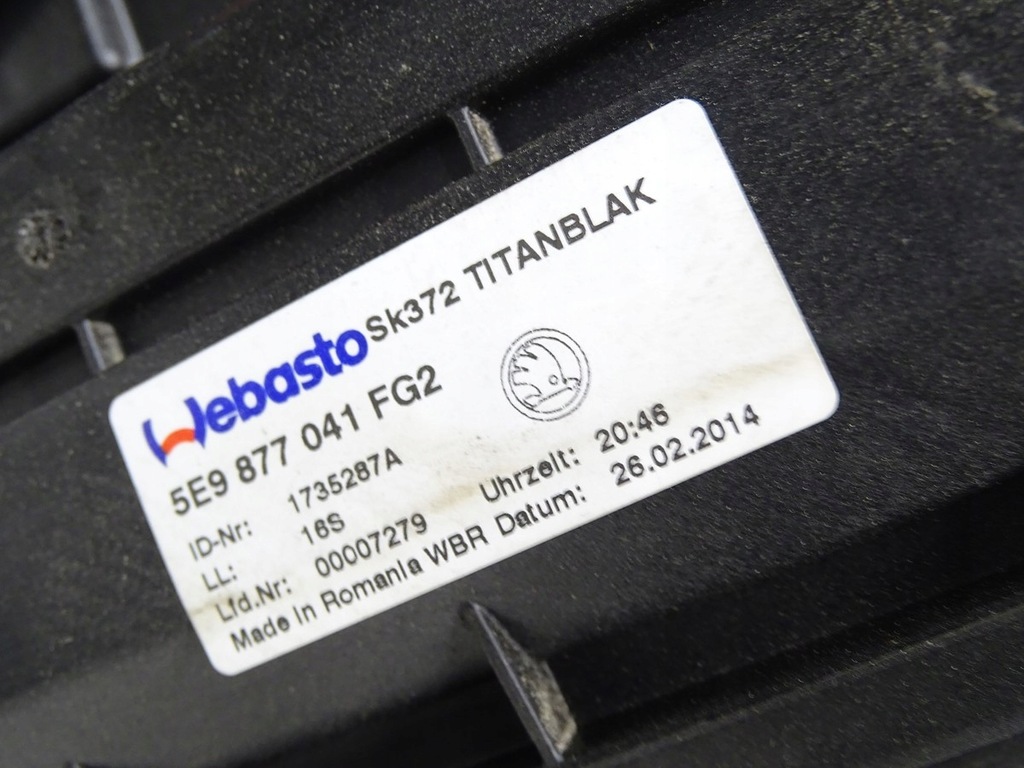 Webasto Sk372 TITANBLAK
5E9 877 041 FG2
ID-Nr: 1735287A
LL: 16S Uhrzeit: 20:46
Lfd.Nr: 00007279 Datum: 26.02.2014
Made in Romania WBR